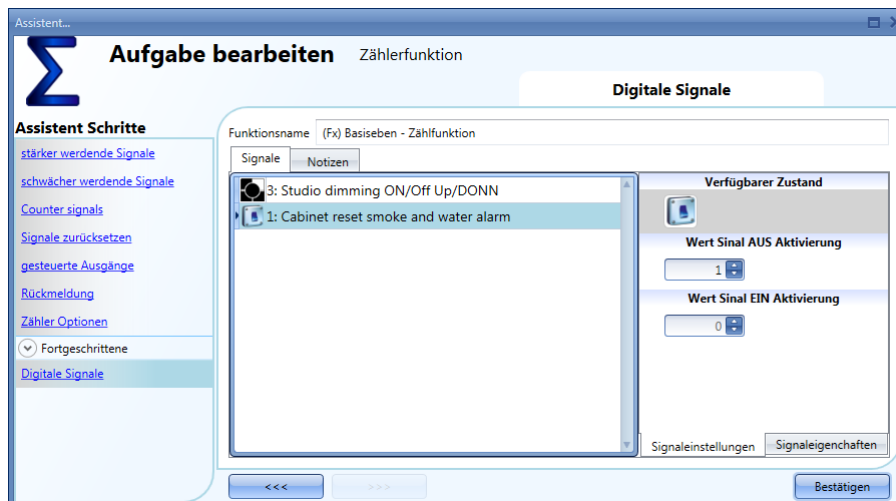 Assistent...
Aufgabe bearbeiten Zählerfunktion
Digitale Signale
Assistent Schritte
stärker werdende Signale
schwächer werdende Signale
Counter signals
Signale zurücksetzen
gesteuerte Ausgänge
Rückmeldung
Zähler Optionen
Fortgeschrittene
Digitale Signale
Funktionsname (Fx) Basiseben - Zählfunktion
Signale Notizen
3: Studio dimming ON/Off Up/DONN
1: Cabinet reset smoke and water alarm
Verfügbarer Zustand
Wert Sinal AUS Aktivierung
1
Wert Sinal EIN Aktivierung
0
Signaleinstellungen Signaleigenchaften
<<< >>> Bestätigen